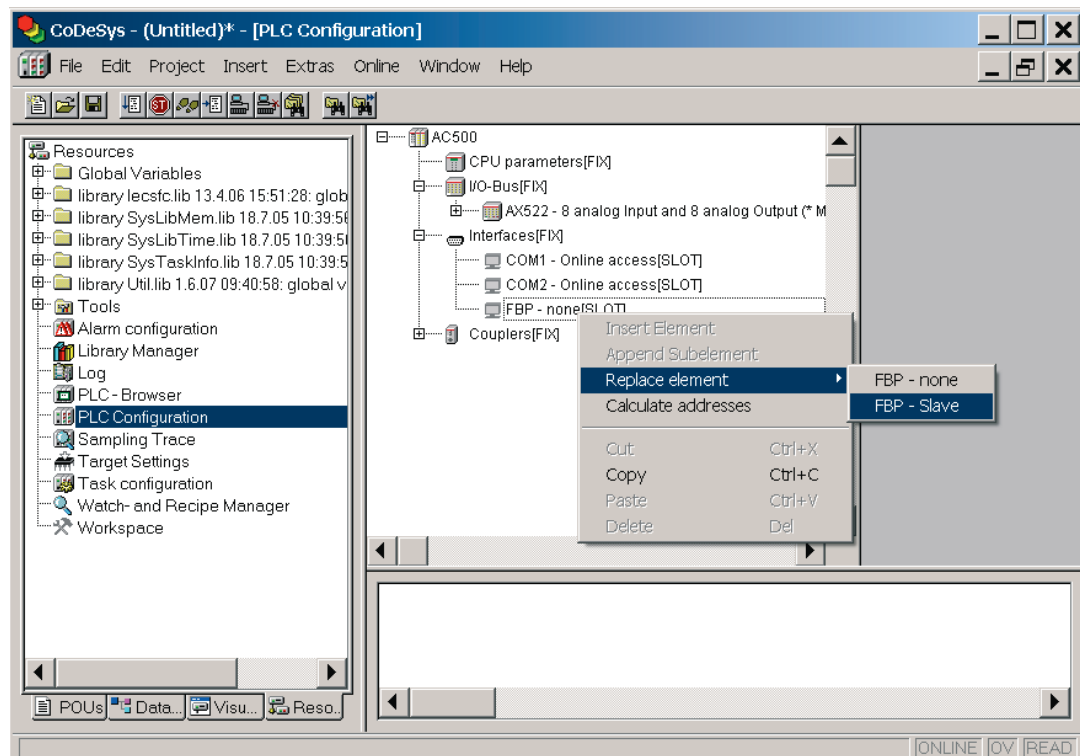 CoDeSys - (Untitled)* - [PLC Configuration]
File Edit Project Insert Extras Online Window Help
Resources
Global Variables
library Iecsfc.lib 13.4.06 15:51:28: glob
library SysLibMem.lib 18.7.05 10:39:56
library SysLibTime.lib 18.7.05 10:39:5
library SysTaskInfo.lib 18.7.05 10:39:5
library Util.lib 1.6.07 09:40:58: global v
Tools
Alarm configuration
Library Manager
Log
PLC - Browser
PLC Configuration
Sampling Trace
Target Settings
Task configuration
Watch- and Recipe Manager
Workspace
POUs Data... Visu... Reso..
AC500
CPU parameters[FIX]
I/O-Bus[FIX]
AX522 - 8 analog Input and 8 analog Output (* M
Interfaces[FIX]
COM1 - Online access[SLOT]
COM2 - Online access[SLOT]
FBP - none[SLOT]
Couplers[FIX]
Insert Element
Append Subelement
Replace element
Calculate addresses
Cut Ctrl+X
Copy Ctrl+C
Paste Ctrl+V
Delete Del
FBP - none
FBP - Slave
ONLINE OV READ